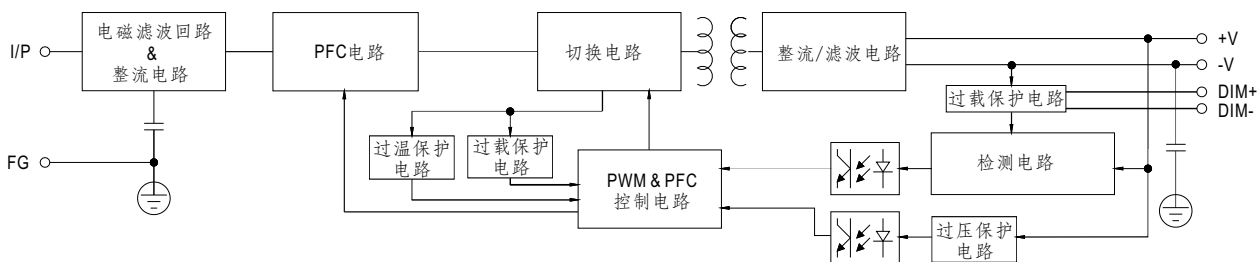 I/P
电磁滤波回路
&
整流电路
PFC电路
切换电路
整流/滤波电路
+V
-V
DIM+
DIM-
过载保护电路
FG
过温保护
电路
过载保护
电路
PWM & PFC
控制电路
检测电路
过压保护
电路